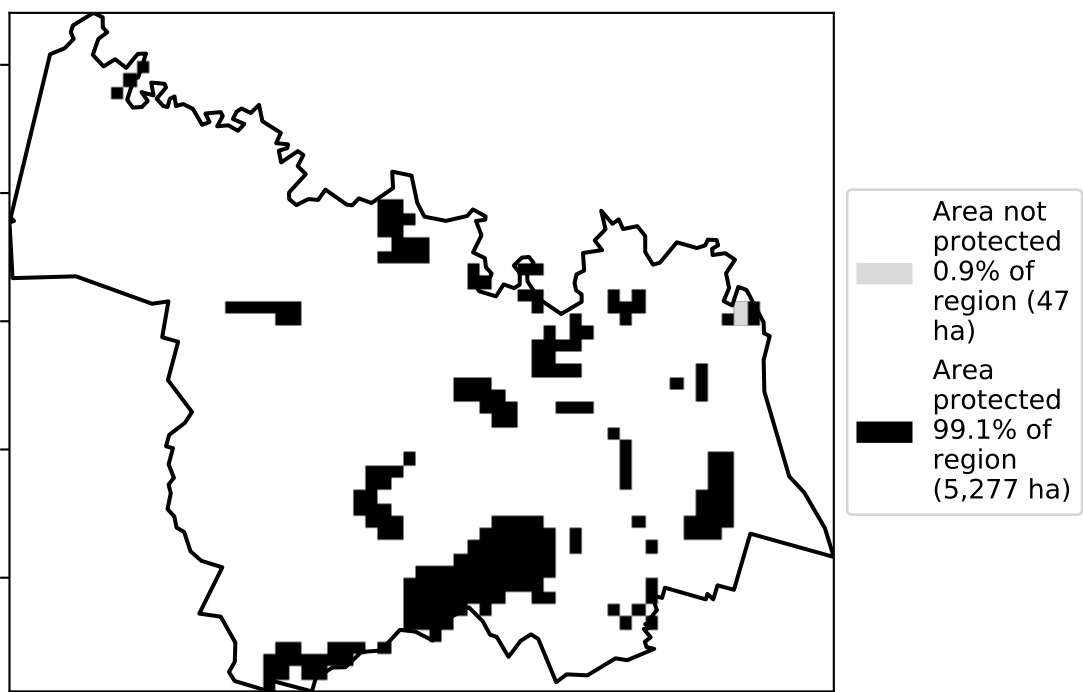 Area not
protected
0.9% of
region (47
ha)
Area
protected
99.1% of
region
(5,277 ha)